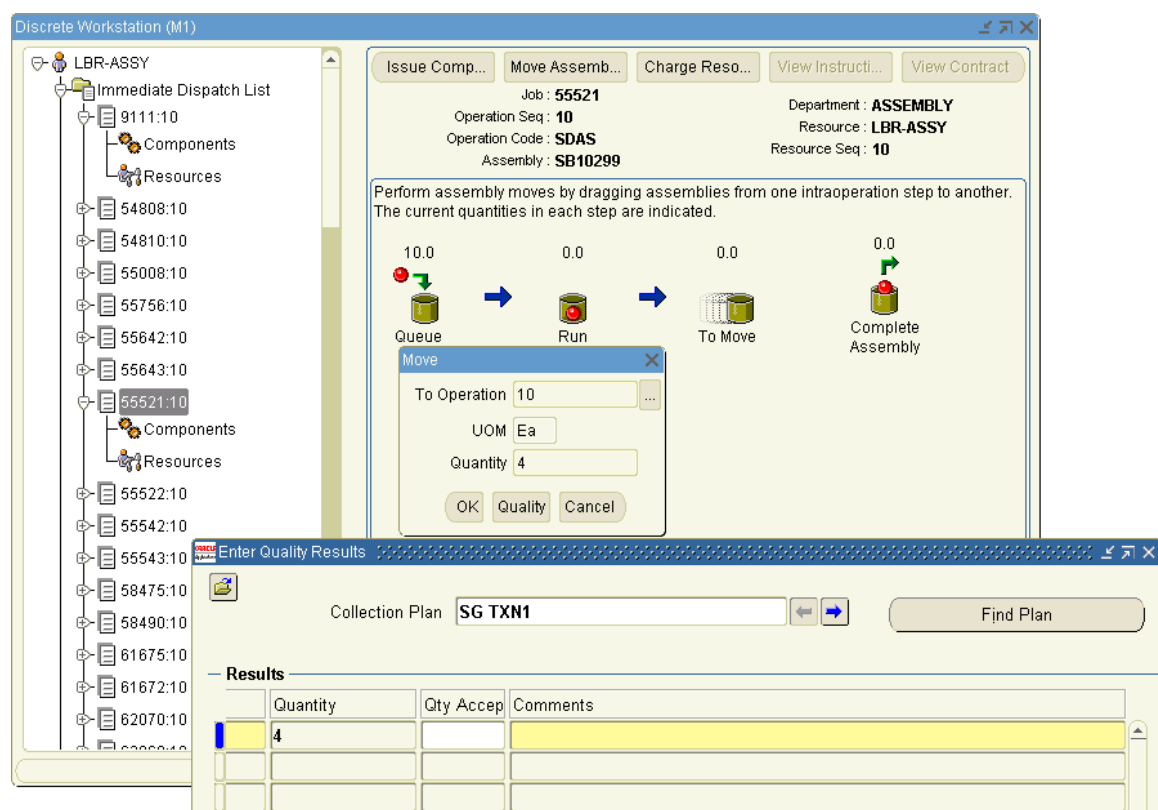 Discrete Workstation (M1)
LBR-ASSY
Immediate Dispatch List
9111:10
Components
Resources
54808:10
54810:10
55008:10
55756:10
55642:10
55643:10
55521:10
Components
Resources
55522:10
55542:10
55543:10
58475:10
58490:10
61675:10
61672:10
62070:10
Issue Comp... Move Assemb... Charge Reso... View Instructi... View Contract
Job : 55521
Operation Seq : 10
Operation Code : SDAS
Assembly : SB10299
Department : ASSEMBLY
Resource : LBR-ASSY
Resource Seq : 10
Perform assembly moves by dragging assemblies from one intraoperation step to another.
The current quantities in each step are indicated.
10.0 0.0 0.0 0.0
Queue Run To Move Complete
Assembly
Move
To Operation 10 ...
UOM Ea
Quantity 4
OK Quality Cancel
Enter Quality Results
Collection Plan SG TXN1 Find Plan
Results
Quantity Qty Accep Comments
4